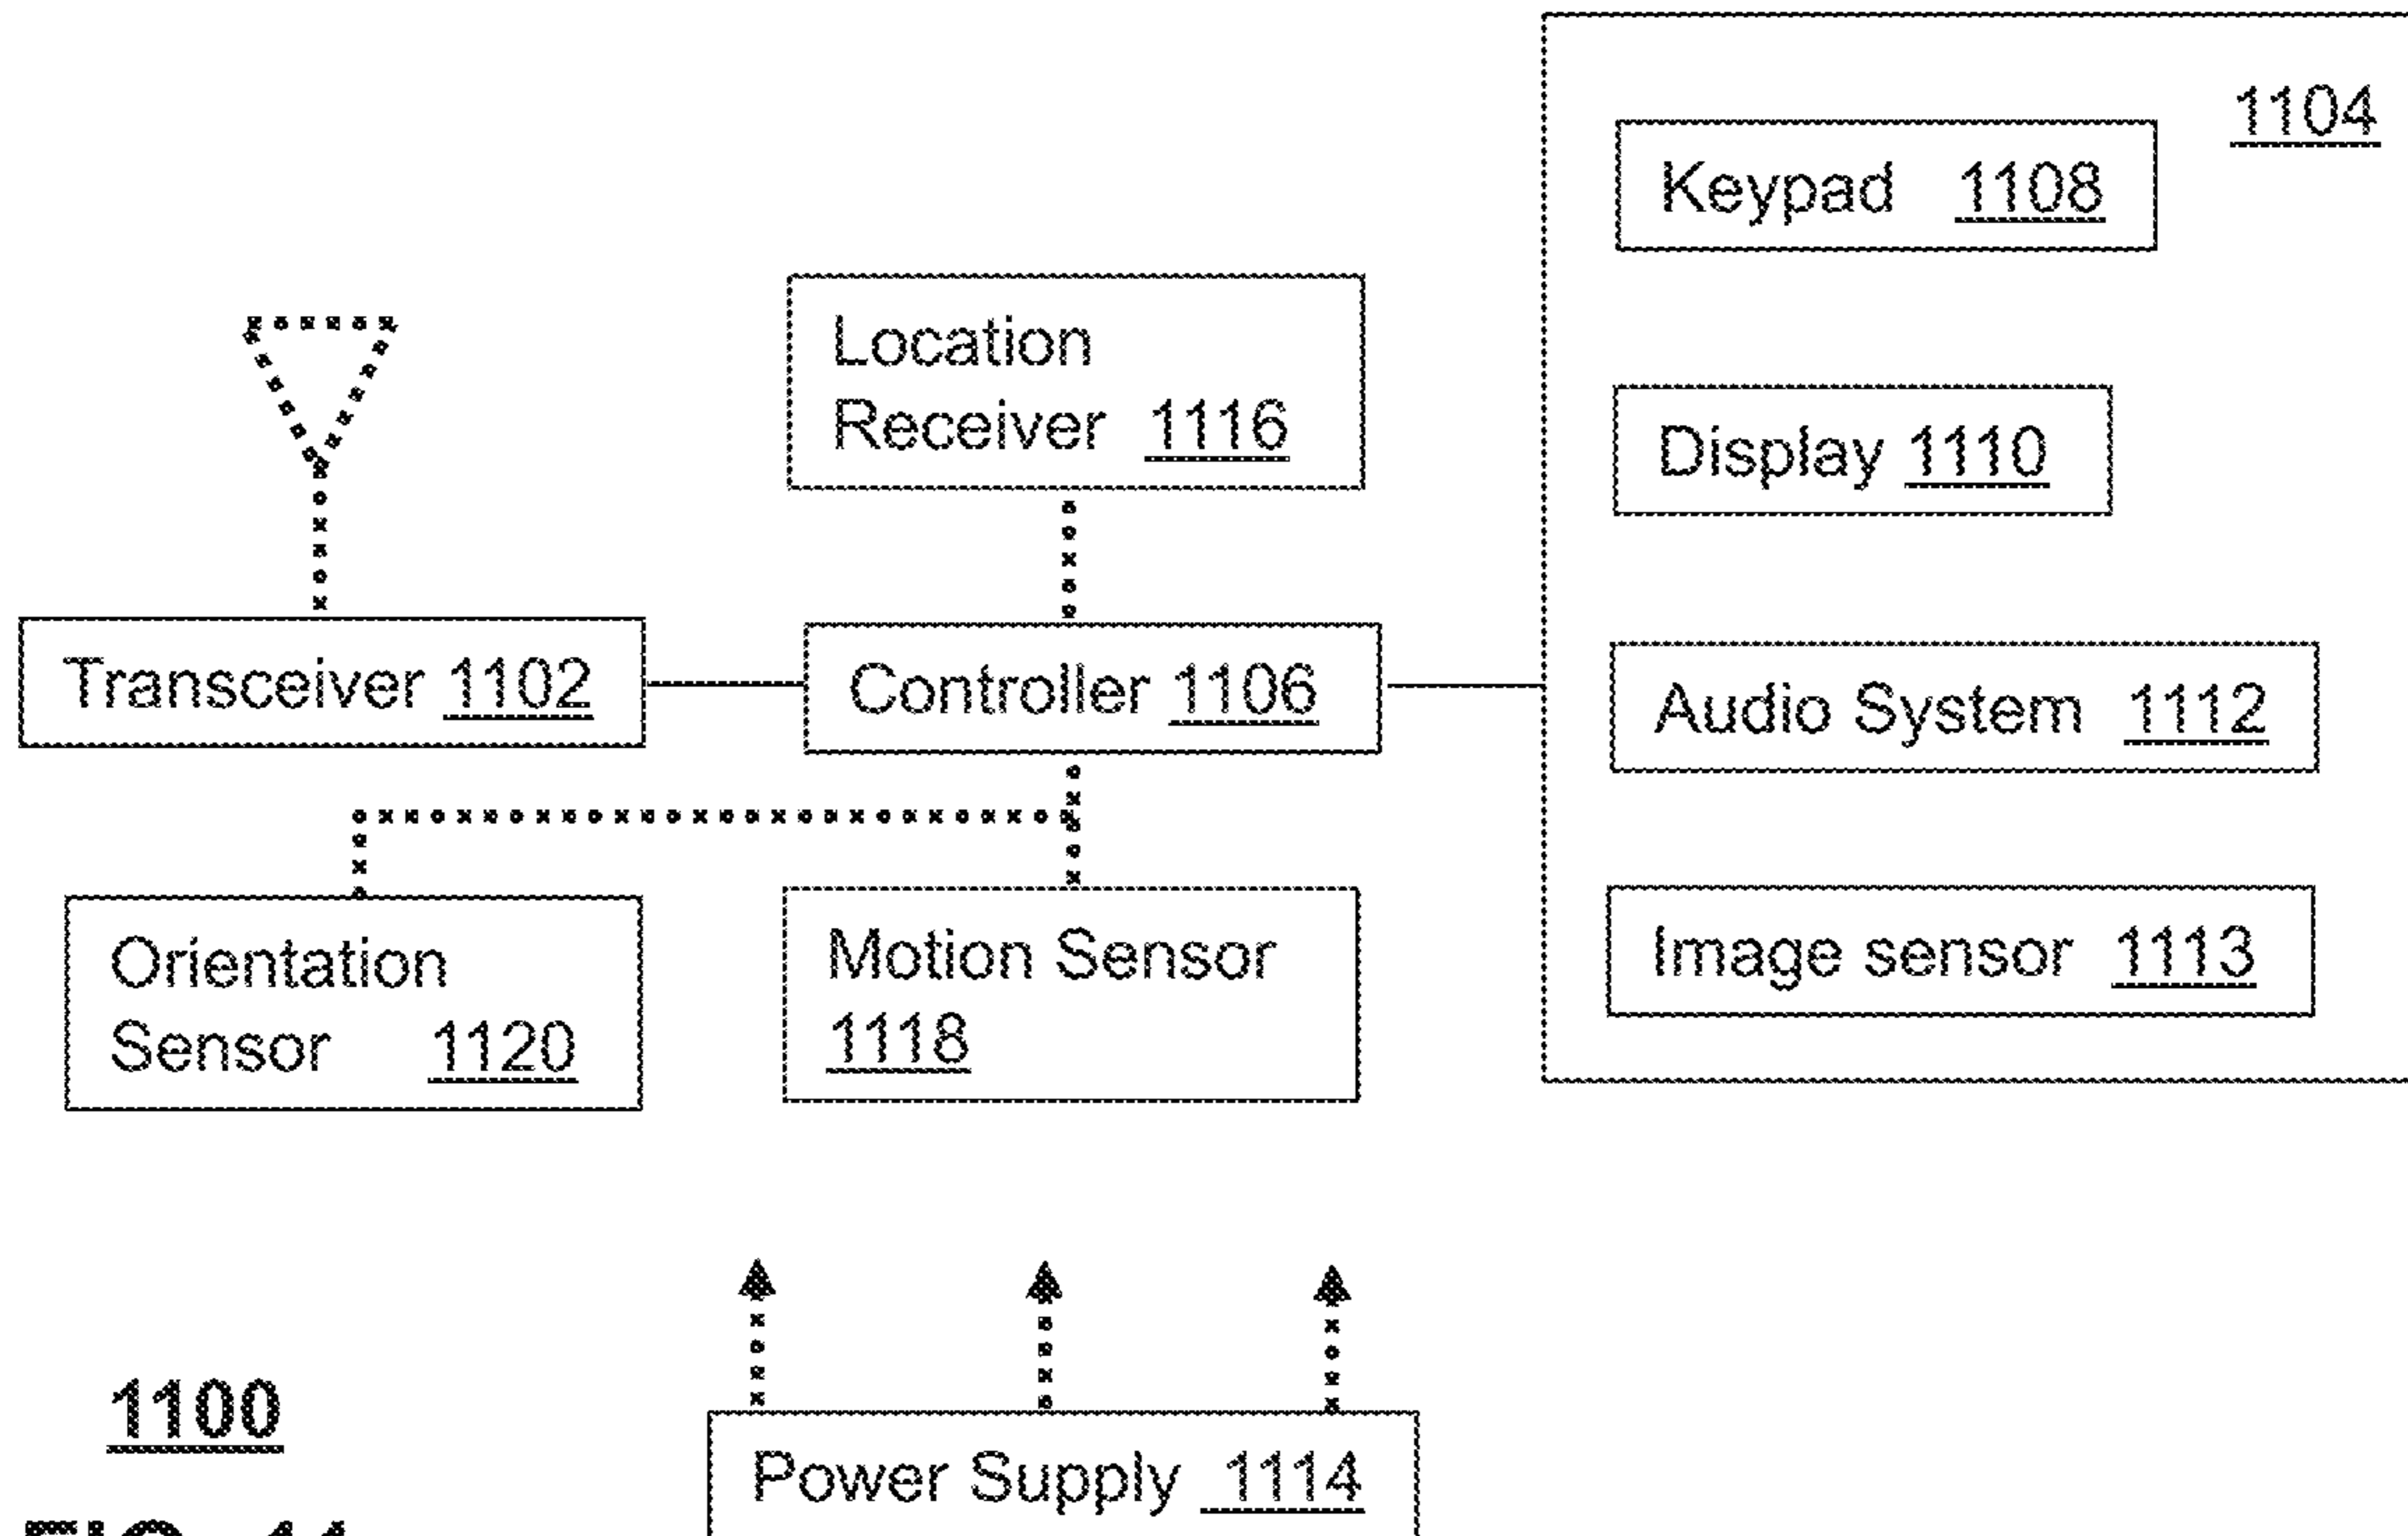 1104
Keypad 1108
Location
Receiver 1116
Display 1110
Transceiver 1102
Controller 1106
Audio System 1112
Orientation
Sensor 1120
Motion Sensor
1118
Image sensor 1113
1100
Power Supply 1114